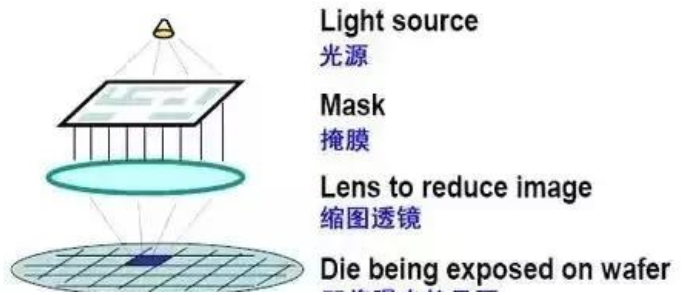 Light source
光源
Mask
掩膜
Lens to reduce image
缩图透镜
Die being exposed on wafer